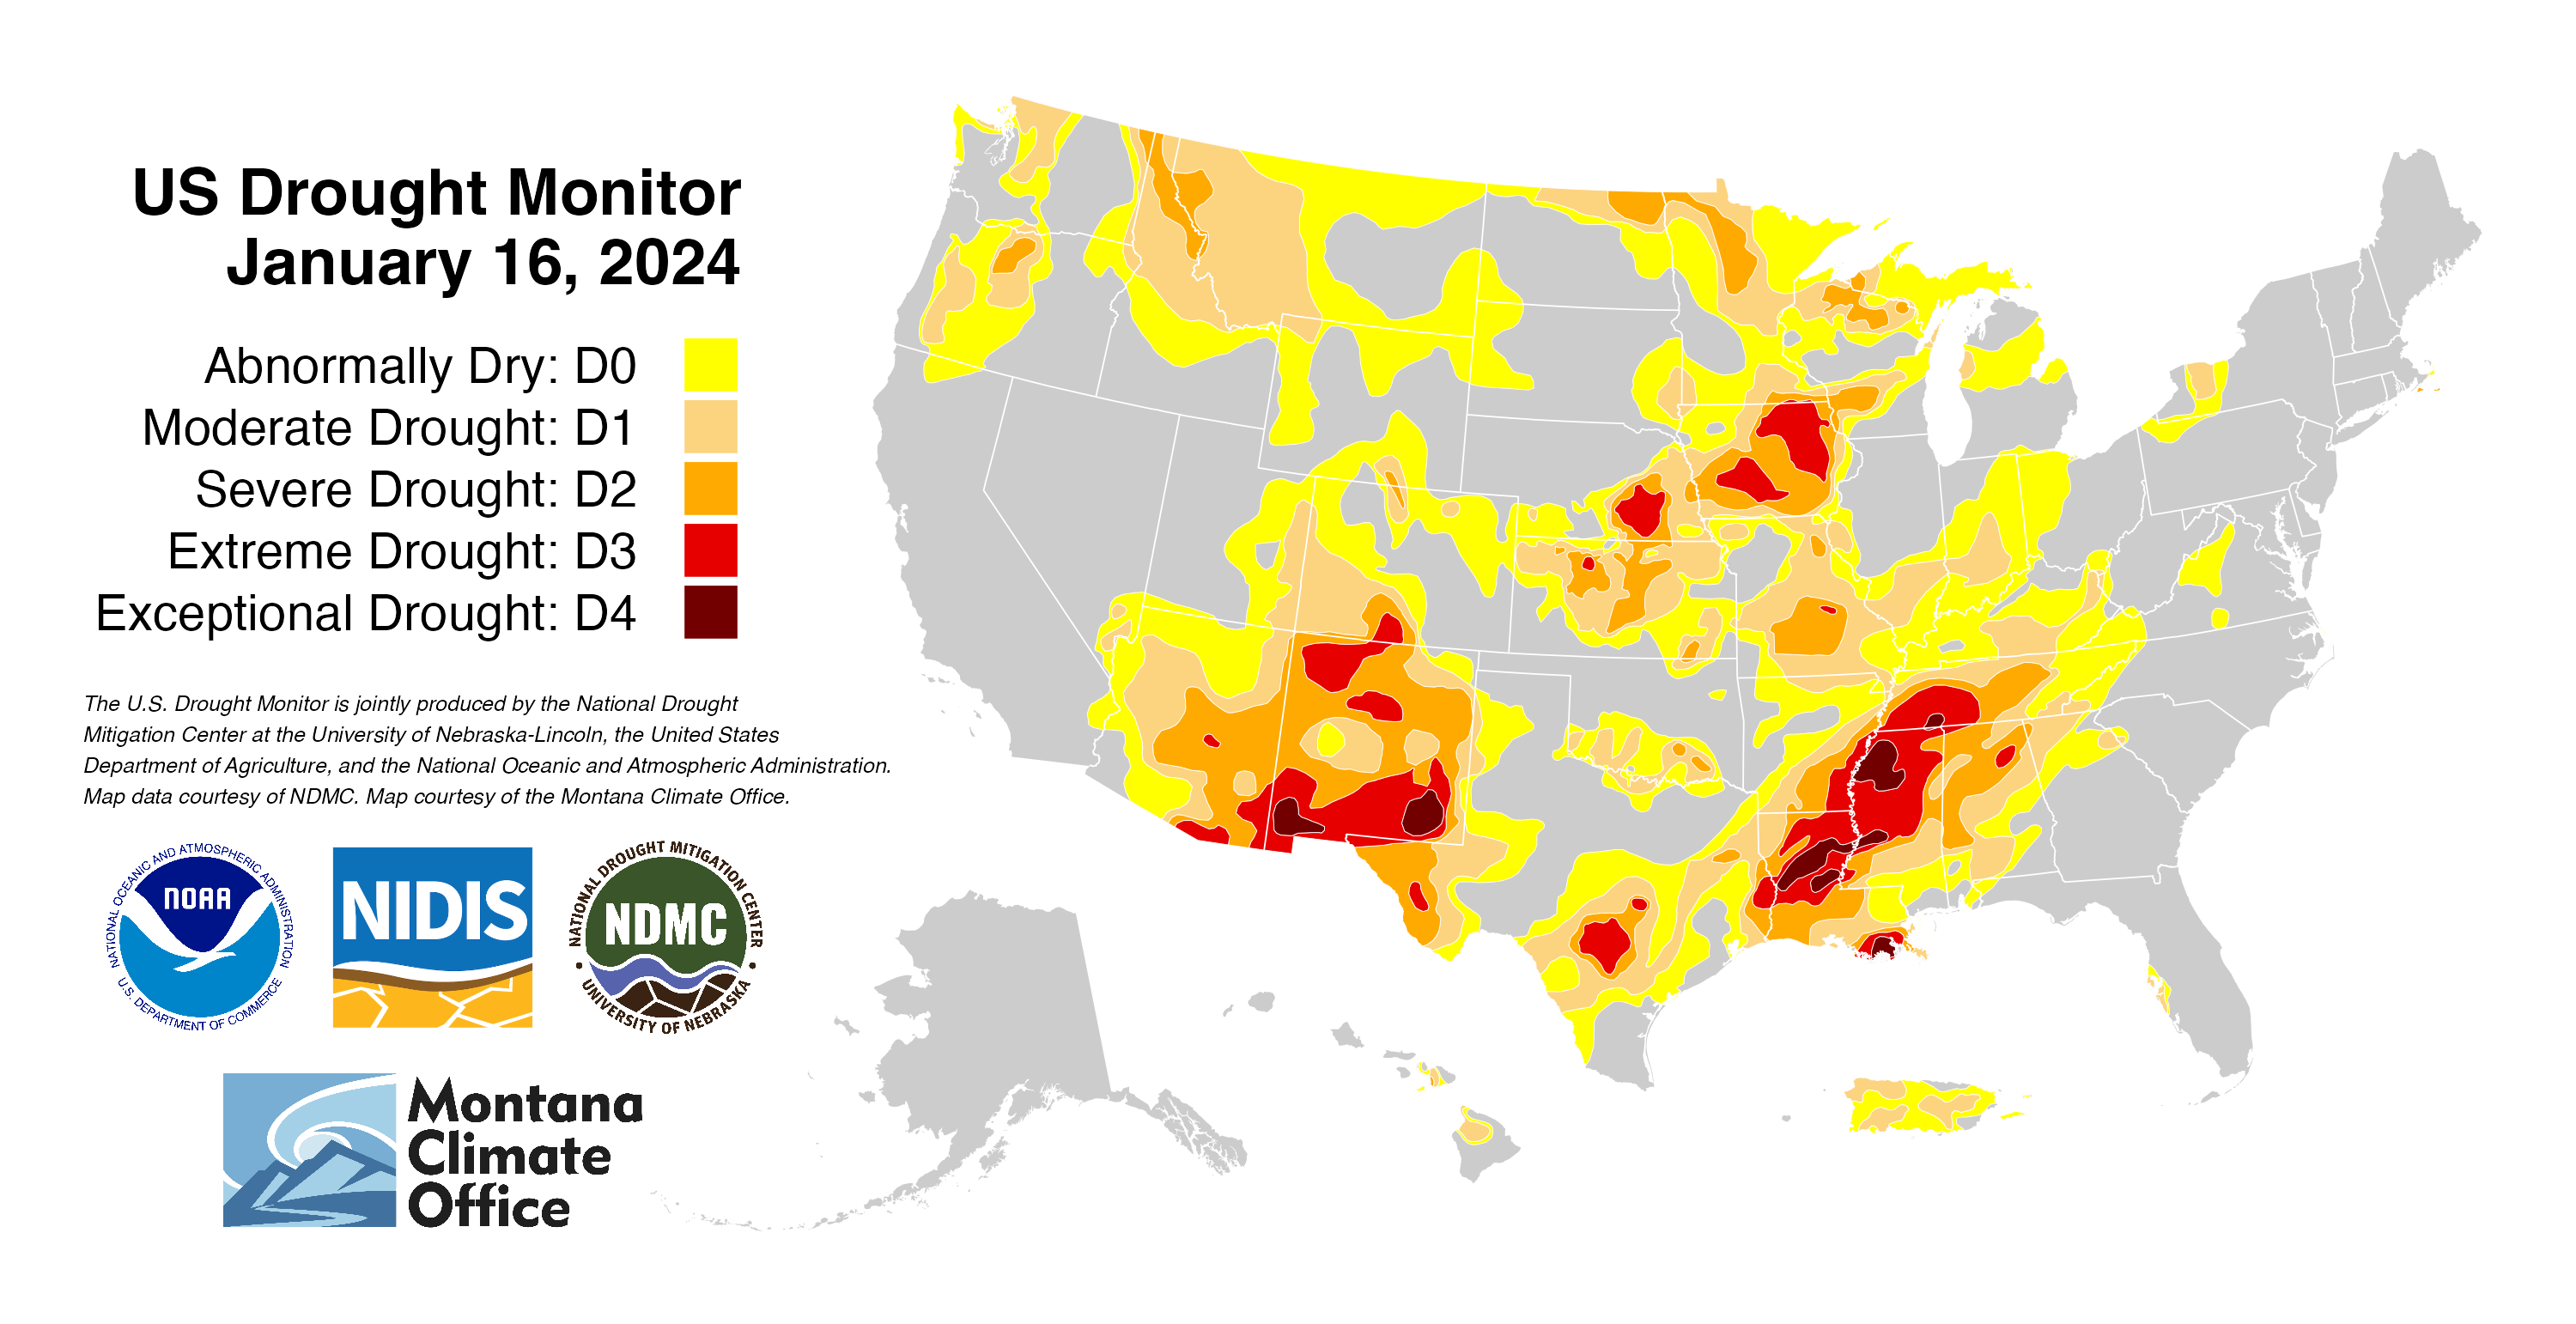 US Drought Monitor
January 16, 2024
Abnormally Dry: D0
Moderate Drought: D1
Severe Drought: D2
Extreme Drought: D3
Exceptional Drought: D4
The U.S. Drought Monitor is jointly produced by the National Drought
Mitigation Center at the University of Nebraska-Lincoln, the United States
Department of Agriculture, and the National Oceanic and Atmospheric Administration.
Map data courtesy of NDMC. Map courtesy of the Montana Climate Office.
NATIONAL OCEANIC AND ATMOSPHERIC ADMINISTRATION
NOAA
U.S. DEPARTMENT OF COMMERCE
NIDIS
NATIONAL DROUGHT MITIGATION CENTER
NDMC
UNIVERSITY OF NEBRASKA
Montana
Climate
Office